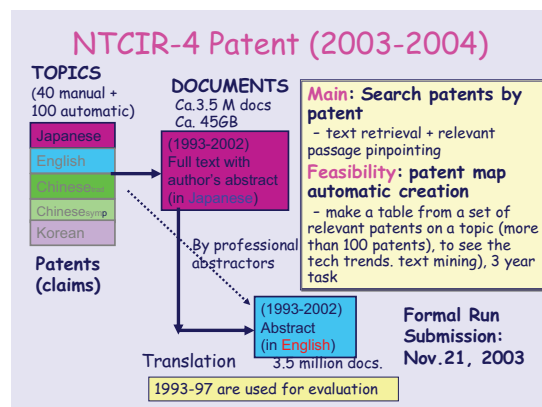 NTCIR-4 Patent (2003-2004)
TOPICS
(40 manual +
100 automatic)
Japanese
English
Chinesetrad
Chinesesymp
Korean
Patents
(claims)
DOCUMENTS
Ca.3.5 M docs
Ca. 45GB
(1993-2002)
Full text with
author's abstract
(in Japanese)
By professional
abstractors
(1993-2002)
Abstract
(in English)
Translation
3.5 million docs.
1993-97 are used for evaluation
Main: Search patents by
patent
– text retrieval + relevant
passage pinpointing
Feasibility: patent map
automatic creation
– make a table from a set of
relevant patents on a topic (more
than 100 patents), to see the
tech trends. text mining), 3 year
task
Formal Run
Submission:
Nov.21, 2003